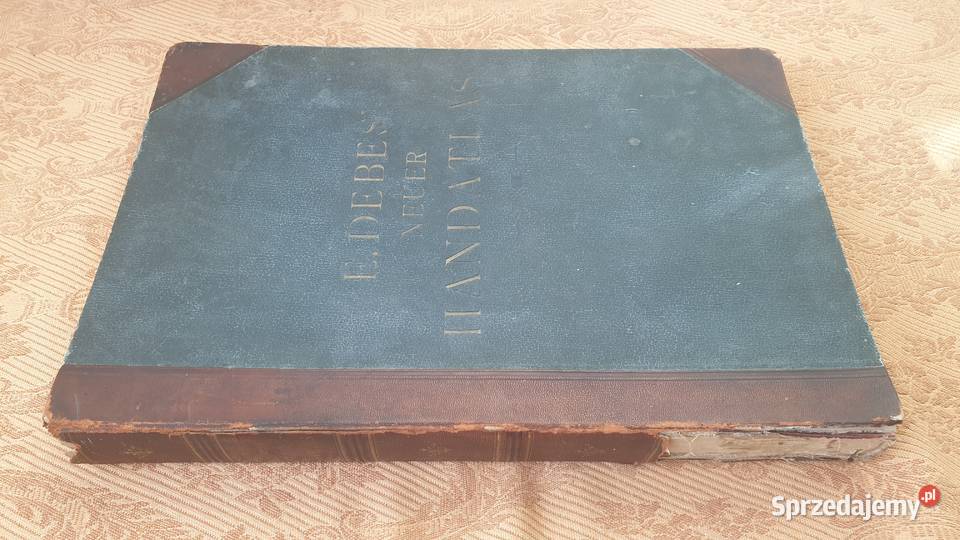 E. DEBES'
NEUER
HANDATLAS
Sprzedajemy.pl